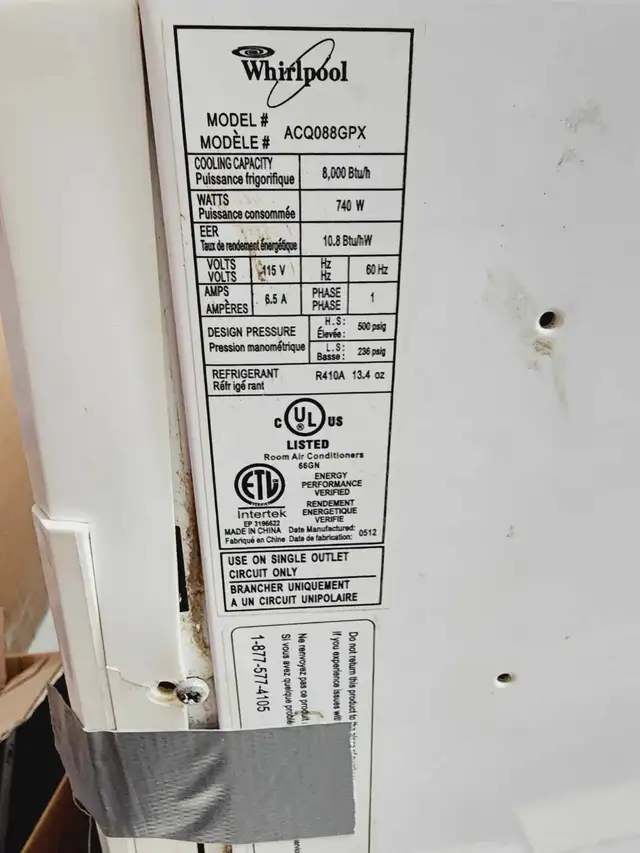 Whirlpool
MODEL #
MODÈLE # ACQ088GPX
COOLING CAPACITY
Puissance frigorifique
8,000 Btu/h
WATTS
Puissance consommée
740 W
EER
Taux de rendement énergétique
10.8 Btu/hW
VOLTS
VOLTS
115 V
Hz
Hz
60 Hz
AMPS
AMPÈRES
6.5 A
PHASE
PHASE
1
DESIGN PRESSURE
Pression manométrique
H.S:
Élevée:
500 psig
L.S:
Basse:
236 psig
REFRIGERANT
Réfrigérant
R410A 13.4 oz
C UL US
®
LISTED
Room Air Conditioners
66GN
ETL
Intertek
EP 3196622
ENERGY
PERFORMANCE
VERIFIED
RENDEMENT
ENERGETIQUE
VERIFIE
MADE IN CHINA Date Manufactured:
Fabriqué en Chine Date de fabrication: 0512
USE ON SINGLE OUTLET
CIRCUIT ONLY
BRANCHER UNIQUEMENT
A UN CIRCUIT UNIPOLAIRE
Do not return this product to the
If you experience issues wit
Ne renvoyez pas ce produit
Si vous avez quelque problè
1-877-577-4105